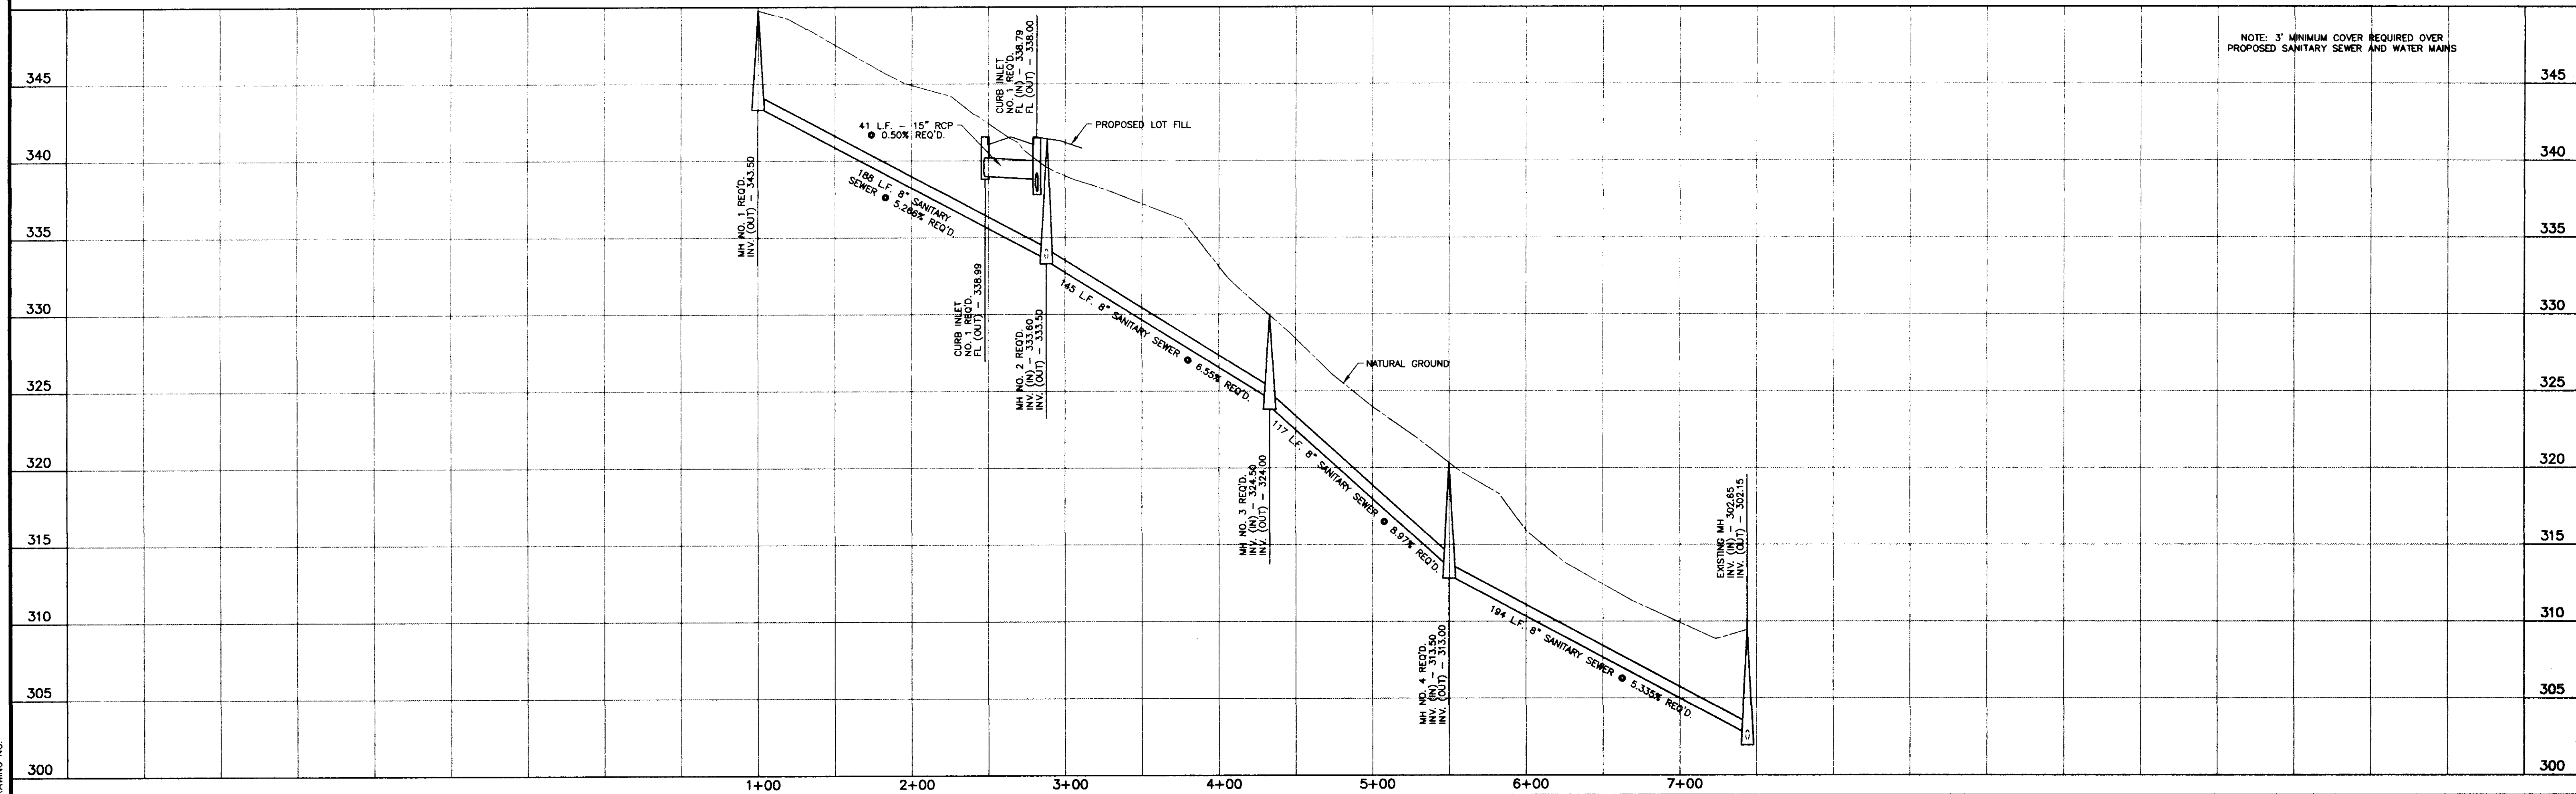 NOTE: 3' MINIMUM COVER REQUIRED OVER
PROPOSED SANITARY SEWER AND WATER MAINS
345
340
335
330
325
320
315
310
305
300
345
340
335
330
325
320
315
310
305
300
MH NO. 1 REQ'D.
INV. (OUT) - 343.50
188 L.F. 8" SANITARY
SEWER @ 5.266% REQ'D.
41 L.F. - 15" RCP
@ 0.50% REQ'D.
CURB INLET
NO. 1 REQ'D.
FL (OUT) - 338.99
CURB INLET
NO. 1 REQ'D.
FL (IN) - 338.79
FL (OUT) - 338.00
PROPOSED LOT FILL
MH NO. 2 REQ'D.
INV. (IN) - 333.60
INV. (OUT) - 333.50
145 L.F. 8" SANITARY SEWER @ 6.55% REQ'D.
MH NO. 3 REQ'D.
INV. (IN) - 324.50
INV. (OUT) - 324.00
NATURAL GROUND
117 L.F. 8" SANITARY SEWER @ 8.97% REQ'D.
MH NO. 4 REQ'D.
INV. (IN) - 313.50
INV. (OUT) - 313.00
194 L.F. 8" SANITARY SEWER @ 5.335% REQ'D.
EXISTING MH
INV. (IN) - 302.65
INV. (OUT) - 302.15
1+00
2+00
3+00
4+00
5+00
6+00
7+00